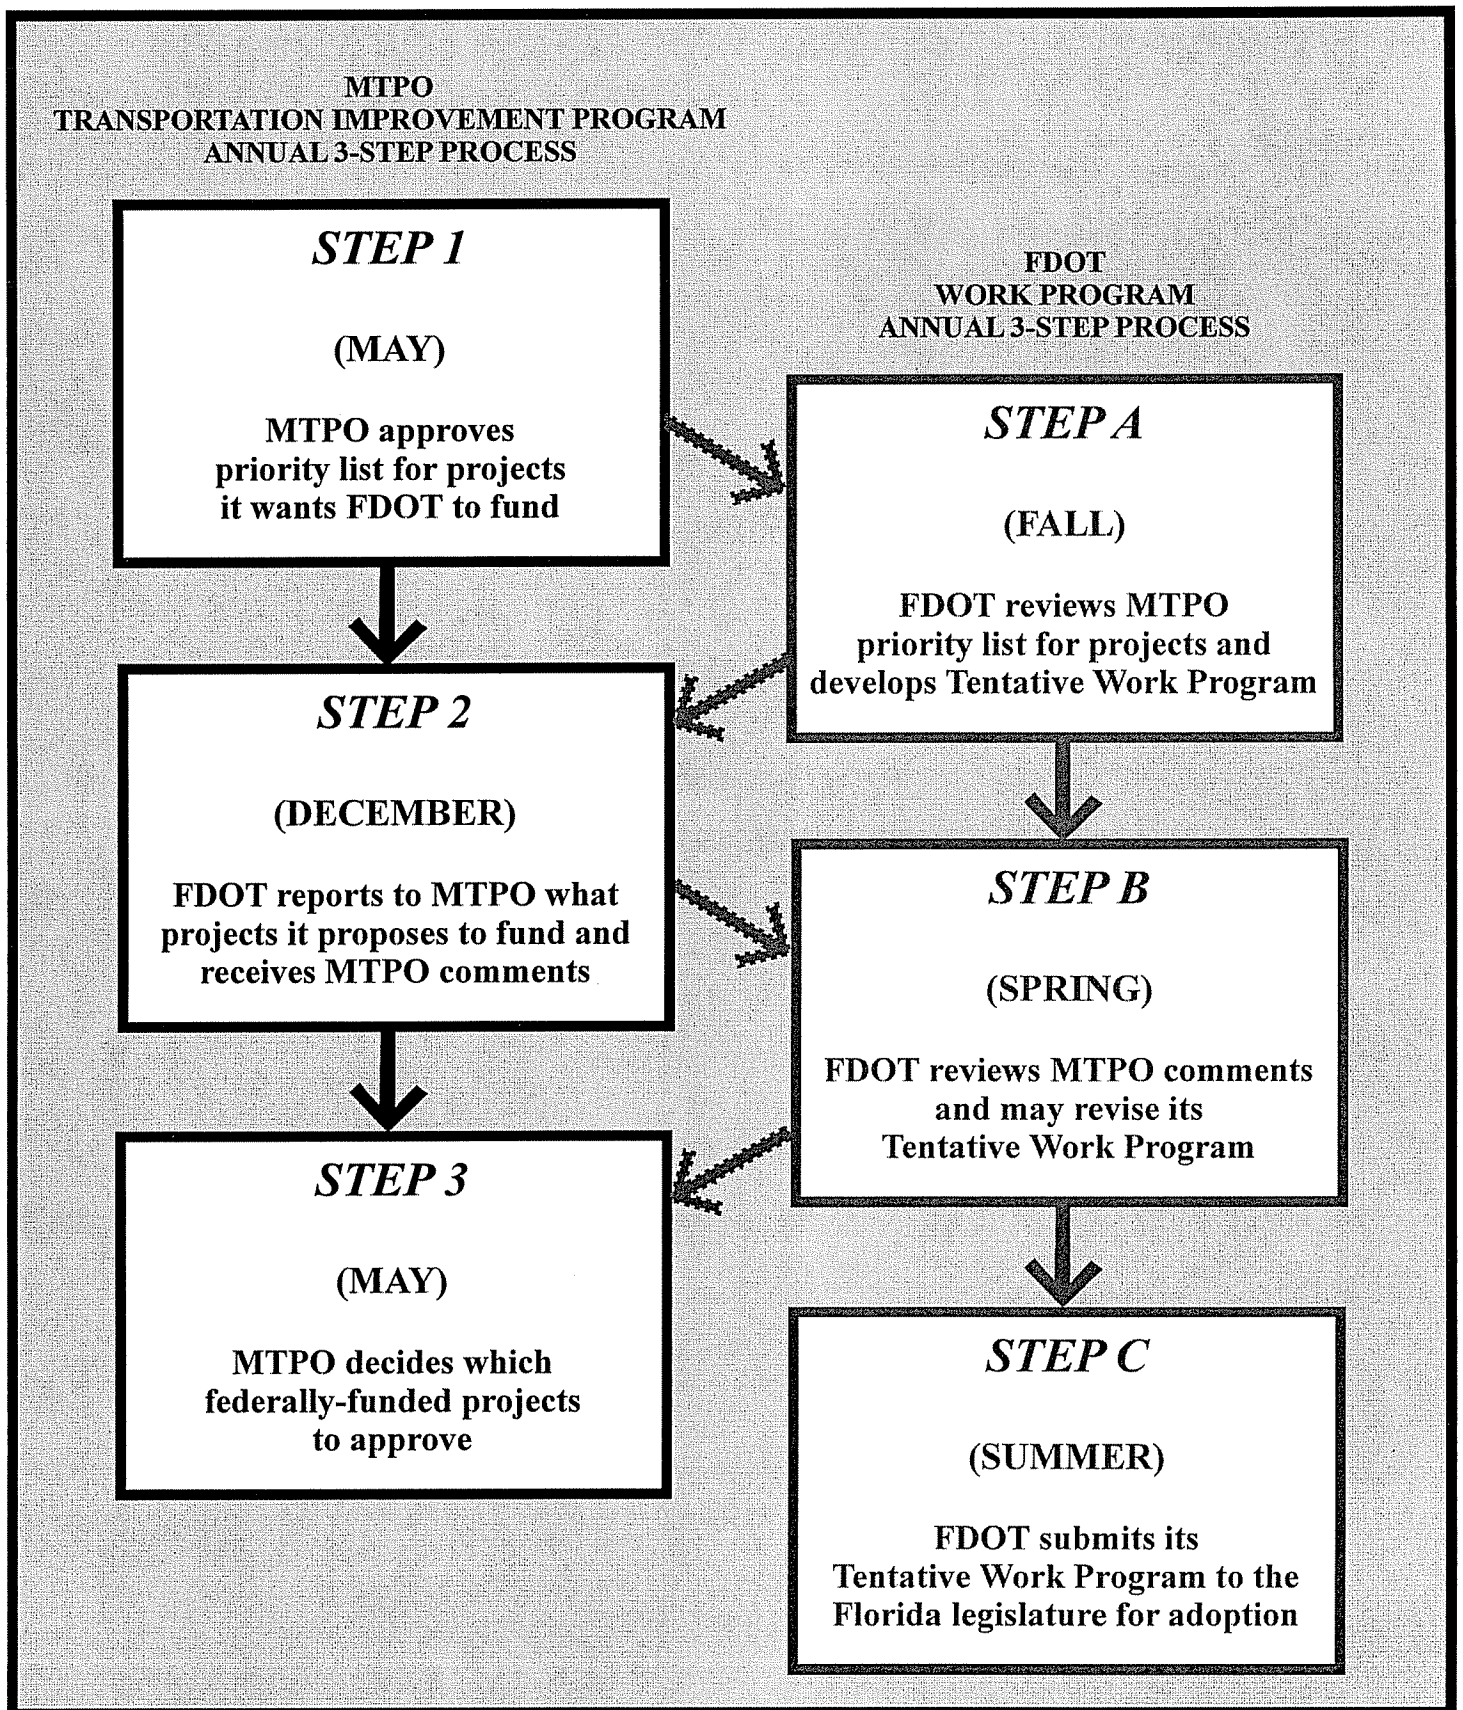 MTPO
TRANSPORTATION IMPROVEMENT PROGRAM
ANNUAL 3-STEP PROCESS
STEP 1
(MAY)
MTPO approves
priority list for projects
it wants FDOT to fund
FDOT
WORK PROGRAM
ANNUAL 3-STEP PROCESS
STEP A
(FALL)
FDOT reviews MTPO
priority list for projects and
develops Tentative Work Program
STEP 2
(DECEMBER)
FDOT reports to MTPO what
projects it proposes to fund and
receives MTPO comments
STEP B
(SPRING)
FDOT reviews MTPO comments
and may revise its
Tentative Work Program
STEP 3
(MAY)
MTPO decides which
federally-funded projects
to approve
STEP C
(SUMMER)
FDOT submits its
Tentative Work Program to the
Florida legislature for adoption